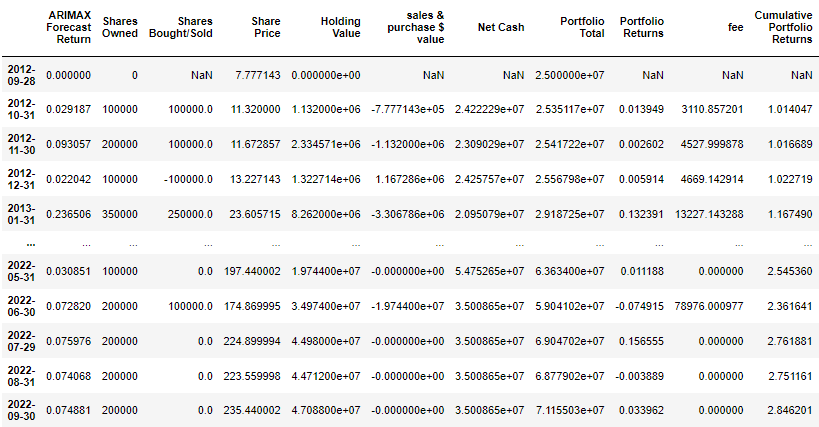 ARIMAX Forecast Return Shares Owned Shares Bought/Sold Share Price Holding Value sales & purchase $ value Net Cash Portfolio Total Portfolio Returns fee Cumulative Portfolio Returns
2012-09-28 0.000000 0 NaN 7.777143 0.000000e+00 NaN NaN 2.500000e+07 NaN NaN NaN
2012-10-31 0.029187 100000 100000.0 11.320000 1.132000e+06 -7.777143e+05 2.422229e+07 2.535117e+07 0.013949 3110.857201 1.014047
2012-11-30 0.093057 200000 100000.0 11.672857 2.334571e+06 -1.132000e+06 2.309029e+07 2.541722e+07 0.002602 4527.999878 1.016689
2012-12-31 0.022042 100000 -100000.0 13.227143 1.322714e+06 1.167286e+06 2.425757e+07 2.556798e+07 0.005914 4669.142914 1.022719
2013-01-31 0.236506 350000 250000.0 23.605715 8.262000e+06 -3.306786e+06 2.095079e+07 2.918725e+07 0.132391 13227.143288 1.167490
... ... ... ... ... ... ... ... ... ... ... ...
2022-05-31 0.030851 100000 0.0 197.440002 1.974400e+07 -0.000000e+00 5.475265e+07 6.363400e+07 0.011188 0.000000 2.545360
2022-06-30 0.072820 200000 100000.0 174.869995 3.497400e+07 -1.974400e+07 3.500865e+07 5.904102e+07 -0.074915 78976.000977 2.361641
2022-07-29 0.075976 200000 0.0 224.899994 4.498000e+07 -0.000000e+00 3.500865e+07 6.904702e+07 0.156555 0.000000 2.761881
2022-08-31 0.074068 200000 0.0 223.559998 4.471200e+07 -0.000000e+00 3.500865e+07 6.877902e+07 -0.003889 0.000000 2.751161
2022-09-30 0.074881 200000 0.0 235.440002 4.708800e+07 -0.000000e+00 3.500865e+07 7.115503e+07 0.033962 0.000000 2.846201